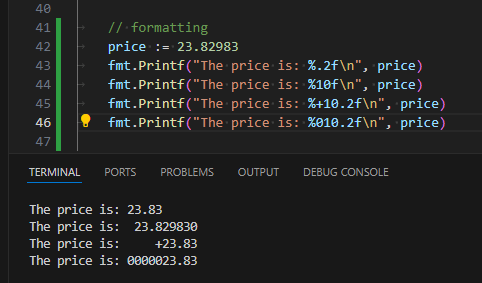 40
41 // formatting
42 price := 23.82983
43 fmt.Printf("The price is: %.2f\n", price)
44 fmt.Printf("The price is: %10f\n", price)
45 fmt.Printf("The price is: %+10.2f\n", price)
46 fmt.Printf("The price is: %010.2f\n", price)
47
TERMINAL PORTS PROBLEMS OUTPUT DEBUG CONSOLE
The price is: 23.83
The price is:  23.829830
The price is:     +23.83
The price is: 0000023.83